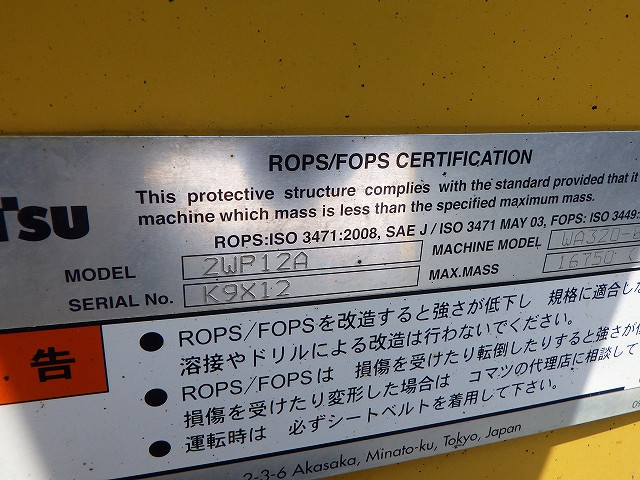 ROPS/FOPS CERTIFICATION
This protective structure complies with the standard provided that it
machine which mass is less than the specified maximum mass.
ROPS:ISO 3471:2008, SAE J / ISO 3471 MAY 03, FOPS: ISO 3449:
TSU
MODEL 2WP12A MACHINE MODEL WA320-6
SERIAL No. K9X12 MAX.MASS 16750
告
● ROPS/FOPSを改造すると強さが低下し 規格に適合しな
溶接やドリルによる改造は行わないでください。
● ROPS/FOPSは 損傷を受けたり転倒したりすると強さが
損傷を受けたり変形した場合は コマツの代理店に相談して
● 運転時は 必ずシートベルトを着用して下さい。
2-3-6 Akasaka, Minato-ku, Tokyo, Japan